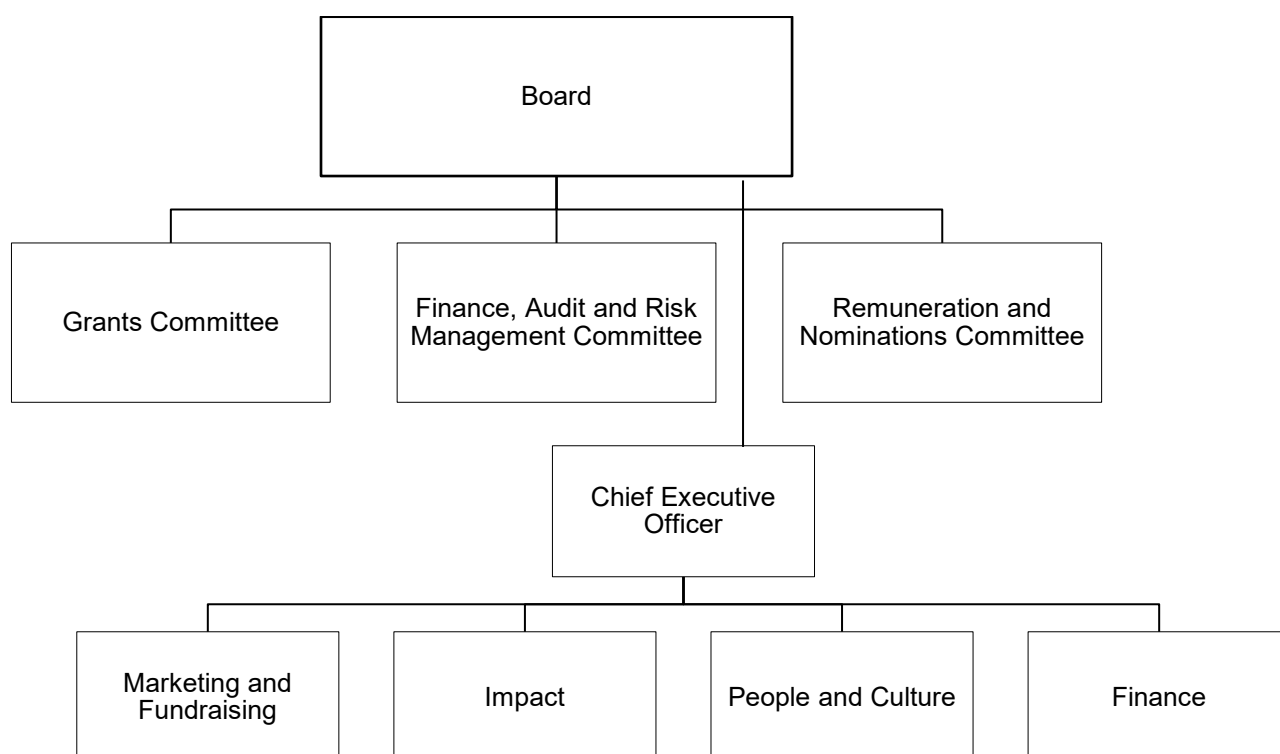 Board
Grants Committee
Finance, Audit and Risk
Management Committee
Remuneration and
Nominations Committee
Chief Executive
Officer
Marketing and
Fundraising
Impact
People and Culture
Finance